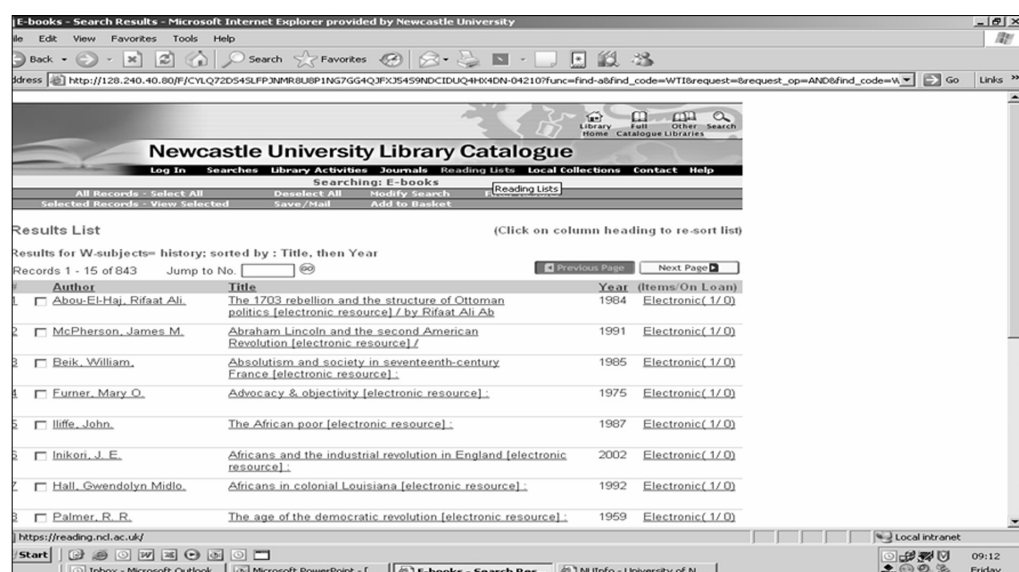 E-books - Search Results - Microsoft Internet Explorer provided by Newcastle University
Edit View Favorites Tools Help
Back Search Favorites
http://128.240.40.80/F/ Go Links »
Library Home Full Catalogue Other Libraries Search
Newcastle University Library Catalogue
Log In Searches Library Activities Journals Reading Lists Local Collections Contact Help
Searching: E-books
Reading Lists
All Records - Select All Deselect All Modify Search
Selected Records - View Selected Save/Mail Add to Basket
Results List (Click on column heading to re-sort list)
Results for W-subjects= history; sorted by : Title, then Year
Records 1 - 15 of 843 Jump to No. GO Previous Page Next Page
# Author Title Year (Items/On Loan)
1 Abou-El-Haj, Rifaat Ali. The 1703 rebellion and the structure of Ottoman 1984 Electronic( 1/ 0)
politics [electronic resource] / by Rifaat Ali Ab
2 McPherson, James M. Abraham Lincoln and the second American 1991 Electronic( 1/ 0)
Revolution [electronic resource] /
3 Beik, William, Absolutism and society in seventeenth-century 1985 Electronic( 1/ 0)
France [electronic resource] :
4 Furner, Mary O. Advocacy & objectivity [electronic resource] : 1975 Electronic( 1/ 0)
5 Iliffe, John. The African poor [electronic resource] : 1987 Electronic( 1/ 0)
6 Inikori, J. E. Africans and the industrial revolution in England [electronic 2002 Electronic( 1/ 0)
resource] :
7 Hall, Gwendolyn Midlo. Africans in colonial Louisiana [electronic resource] : 1992 Electronic( 1/ 0)
8 Palmer, R. R. The age of the democratic revolution [electronic resource] : 1959 Electronic( 1/ 0)
https://reading.ncl.ac.uk/ Local intranet
Start 09:12
Inbox - Microsoft Outlook Microsoft PowerPoint - [ E-books - Search Res... NUInfo - University of N... Friday